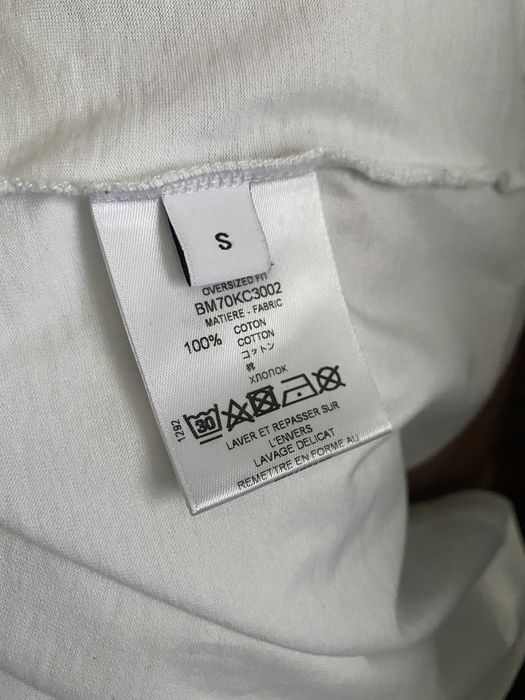 S
OVERSIZED FIT
BM70KC3002
MATIERE - FABRIC
100% COTON
COTTON
コットン
棉
ХЛОПОК
1292
30
LAVER ET REPASSER SUR
L'ENVERS
LAVAGE DELICAT
REMETTRE EN FORME AU